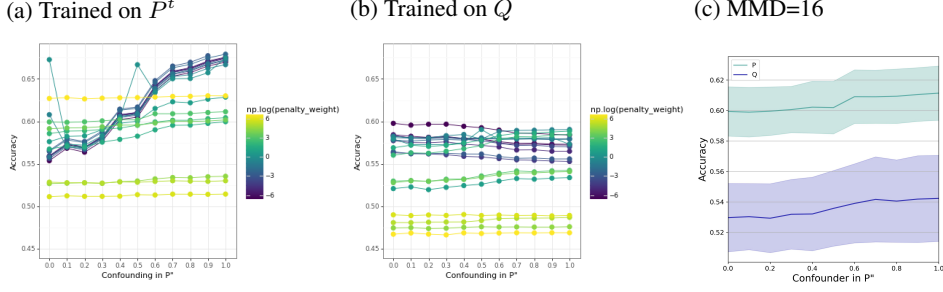 (a) Trained on P^t
(b) Trained on Q
(c) MMD=16
0.65
0.60
0.55
0.50
0.45
Accuracy
0.0 0.1 0.2 0.3 0.4 0.5 0.6 0.7 0.8 0.9 1.0
Confounding in P"
np.log(penalty_weight)
6
3
0
−3
−6
0.65
0.60
0.55
0.50
0.45
Accuracy
0.0 0.1 0.2 0.3 0.4 0.5 0.6 0.7 0.8 0.9 1.0
Confounding in P"
np.log(penalty_weight)
6
3
0
−3
−6
P
Q
0.62
0.60
0.58
0.56
0.54
0.52
Accuracy
0.0 0.2 0.4 0.6 0.8 1.0
Confounder in P"